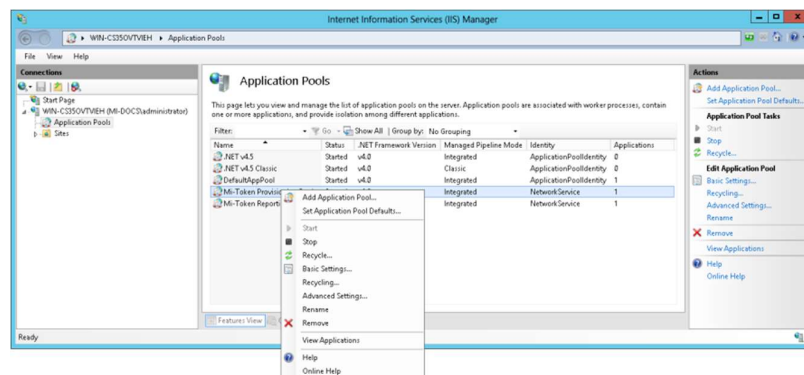 Internet Information Services (IIS) Manager
WIN-CS35OVTVIEH ▸ Application Pools
File View Help
Connections
Start Page
WIN-CS35OVTVIEH (MI-DOCS\administrator)
Application Pools
Sites
Application Pools
This page lets you view and manage the list of application pools on the server. Application pools are associated with worker processes, contain
one or more applications, and provide isolation among different applications.
Filter: Go Show All Group by: No Grouping
Name Status .NET Framework Version Managed Pipeline Mode Identity Applications
.NET v4.5 Started v4.0 Integrated ApplicationPoolIdentity 0
.NET v4.5 Classic Started v4.0 Classic ApplicationPoolIdentity 0
DefaultAppPool Started v4.0 Integrated ApplicationPoolIdentity 1
Mi-Token Integrated NetworkService 1
Mi-Token Integrated NetworkService 1
Add Application Pool...
Set Application Pool Defaults...
Start
Stop
Recycle...
Basic Settings...
Recycling...
Advanced Settings...
Rename
Remove
View Applications
Help
Online Help
Features View
Ready
Actions
Add Application Pool...
Set Application Pool Defaults...
Application Pool Tasks
Start
Stop
Recycle...
Edit Application Pool
Basic Settings...
Recycling...
Advanced Settings...
Rename
Remove
View Applications
Help
Online Help